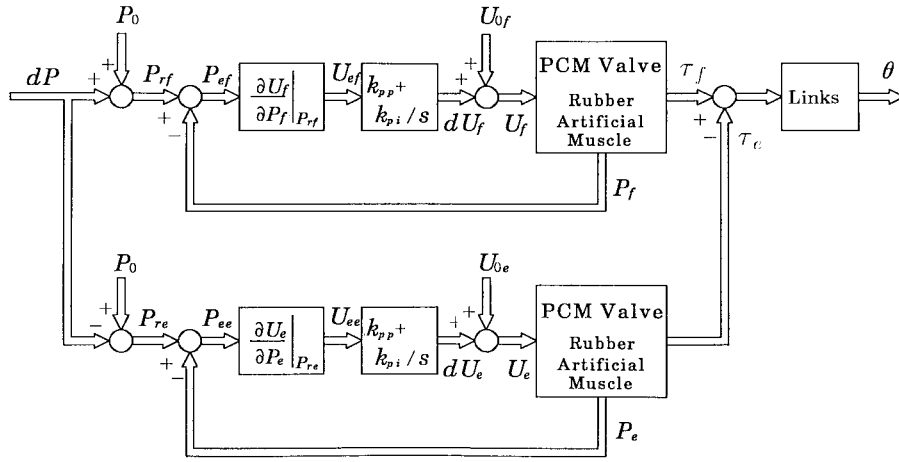 P₀
U₀f
dP + + Prf Pef ∂Uf/∂Pf|Prf Uef kpp+ kpi/s + + PCM Valve τf θ
+ − dUf Uf Rubber Artificial Muscle + − Links
τe
Pf
P₀
U₀e
− + Pre Pee ∂Ue/∂Pe|Pre Uee kpp+ kpi/s + + PCM Valve
+ − dUe Ue Rubber Artificial Muscle
Pe